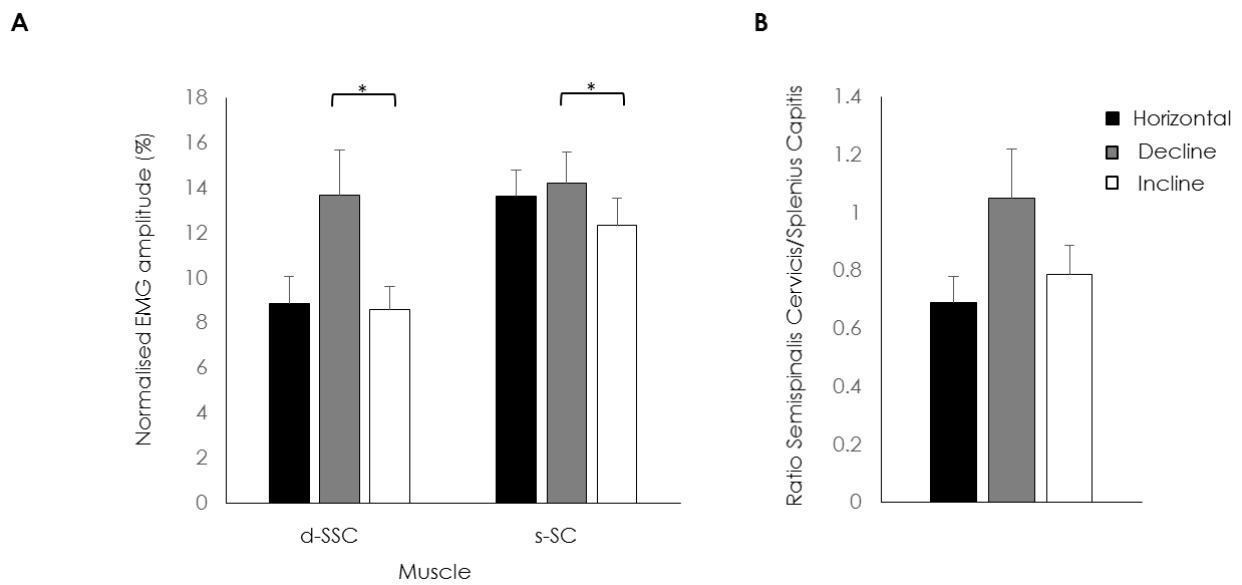 A
Normalised EMG amplitude (%)
18
16
14
12
10
8
6
4
2
0
*
*
d-SSC
s-SC
Muscle
B
Ratio Semispinalis Cervicis/Splenius Capitis
1.4
1.2
1
0.8
0.6
0.4
0.2
0
Horizontal
Decline
Incline